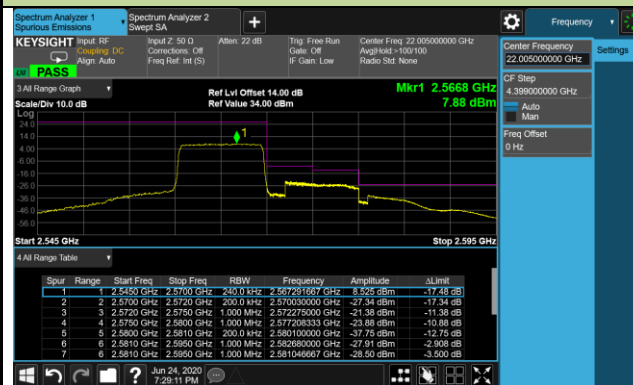 Spectrum Analyzer 1
Spurious Emissions
Spectrum Analyzer 2
Swept SA
Frequency
KEYSIGHT
Input: RF
Coupling: DC
Align: Auto
Input Z: 50 Ω
Corrections: Off
Freq Ref: Int (S)
Atten: 22 dB
Trig: Free Run
Gate: Off
IF Gain: Low
Center Freq: 22.005000000 GHz
Avg|Hold:>100/100
Radio Std: None
PASS
Center Frequency
22.005000000 GHz
Settings
CF Step
4.399000000 GHz
Auto
Man
Freq Offset
0 Hz
3 All Range Graph
Scale/Div 10.0 dB
Ref Lvl Offset 14.00 dB
Ref Value 34.00 dBm
Mkr1 2.5668 GHz
7.88 dBm
Log
24.0
14.0
4.00
-6.00
-16.0
-26.0
-36.0
-46.0
-56.0
1
Start 2.545 GHz
Stop 2.595 GHz
4 All Range Table
Spur Range Start Freq Stop Freq RBW Frequency Amplitude ΔLimit
1 1 2.5450 GHz 2.5700 GHz 240.0 kHz 2.567291667 GHz 8.525 dBm -17.48 dB
2 2 2.5700 GHz 2.5720 GHz 200.0 kHz 2.570030000 GHz -27.34 dBm -17.34 dB
3 3 2.5720 GHz 2.5750 GHz 1.000 MHz 2.572275000 GHz -21.38 dBm -11.38 dB
4 4 2.5750 GHz 2.5800 GHz 1.000 MHz 2.577208333 GHz -23.88 dBm -10.88 dB
5 5 2.5800 GHz 2.5810 GHz 200.0 kHz 2.580100000 GHz -37.75 dBm -12.75 dB
6 6 2.5810 GHz 2.5950 GHz 1.000 MHz 2.582680000 GHz -27.91 dBm -2.908 dB
7 6 2.5810 GHz 2.5950 GHz 1.000 MHz 2.581046667 GHz -28.50 dBm -3.500 dB
Jun 24, 2020
7:29:11 PM